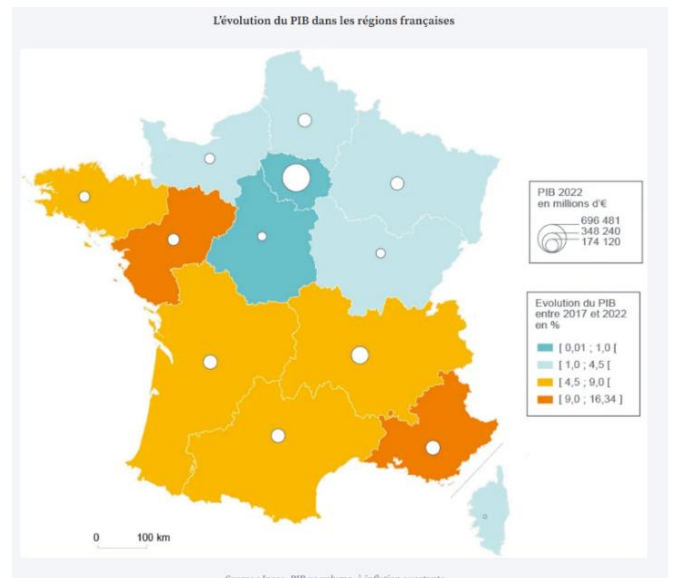 L'évolution du PIB dans les régions françaises
PIB 2022
en millions d'€
696 481
348 240
174 120
Evolution du PIB
entre 2017 et 2022
en %
[ 0,01 ; 1,0 [
[ 1,0 ; 4,5 [
[ 4,5 ; 9,0 [
[ 9,0 ; 16,34 ]
0 100 km